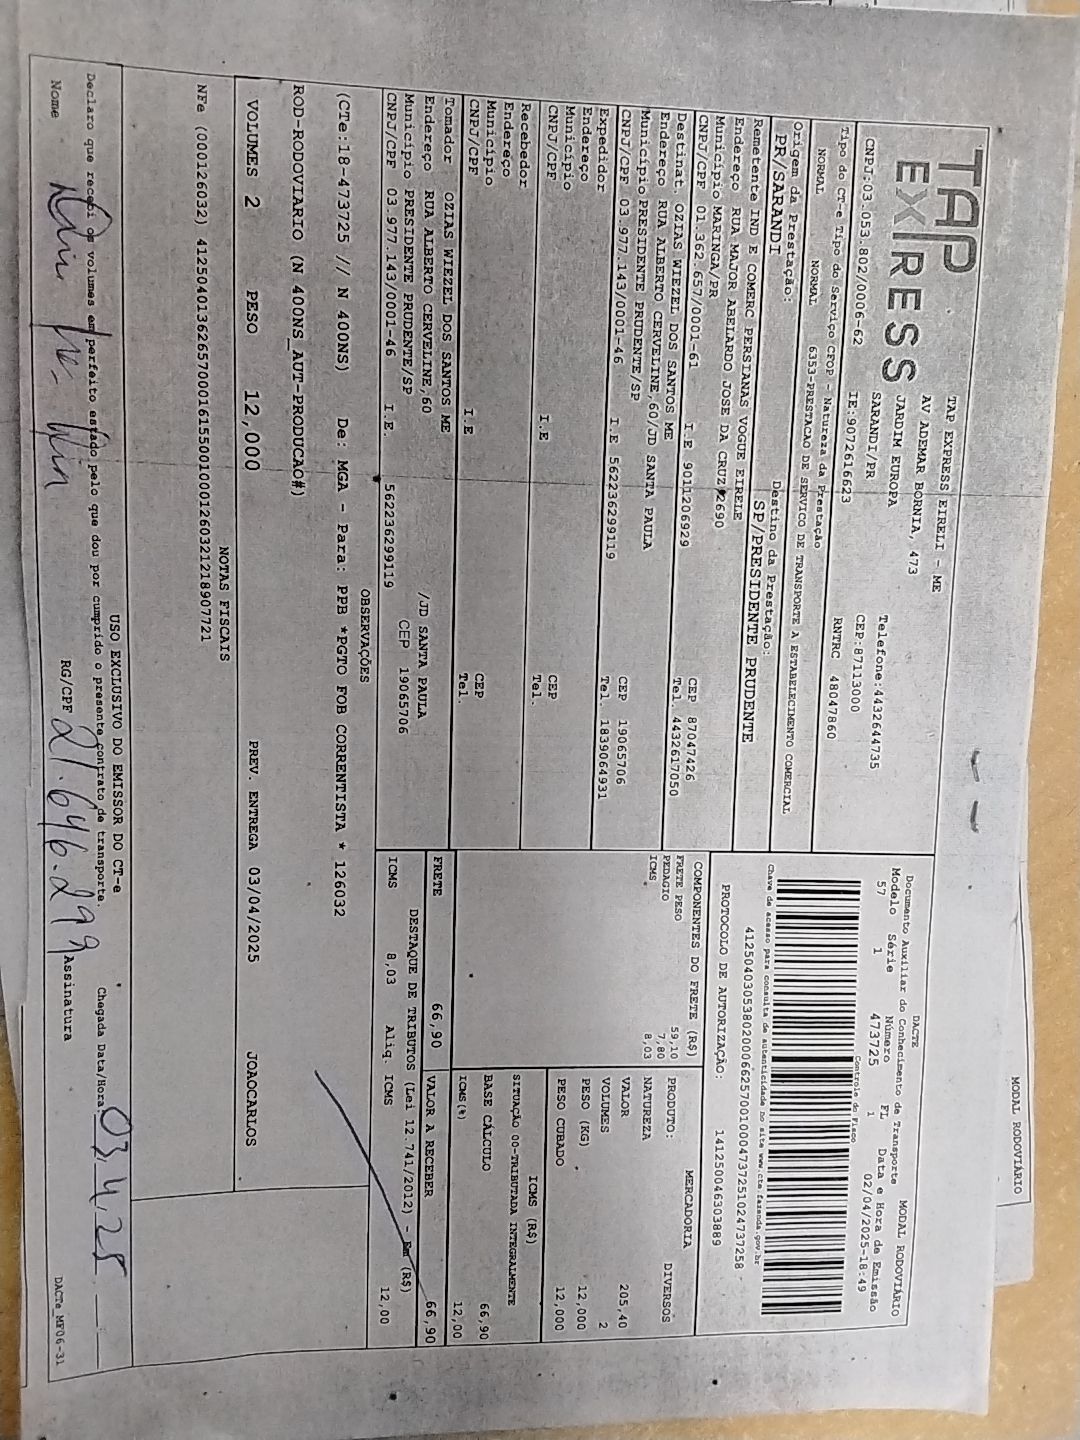 MODAL RODOVIÁRIO
TAP
EXPRESS
TAP EXPRESS EIRELI - ME
AV ADEMAR BORNIA, 473
JARDIM EUROPA
SARANDI/PR
Telefone:4432644735
CEP:87113000
CNPJ:03.053.802/0006-62 IE:9072616623 RNTRC 48047860
Tipo do CT-e Tipo do Serviço CFOP - Natureza da Prestação
NORMAL NORMAL 6353-PRESTACAO DE SERVICO DE TRANSPORTE A ESTABELECIMENTO COMERCIAL
Origem da Prestação: Destino da Prestação:
PR/SARANDI SP/PRESIDENTE PRUDENTE
DACTE
Documento Auxiliar do Conhecimento de Transporte
MODAL RODOVIÁRIO
Modelo Série Número FL Data e Hora de Emissão
57 1 473725 1 02/04/2025-18:49
Controle do Fisco
Chave de acesso para consulta de autenticidade no site www.cte.fazenda.gov.br
41250403053802000662570010004737251024737258
PROTOCOLO DE AUTORIZAÇÃO: 141250046303889
Remetente IND E COMERC PERSIANAS VOGUE EIRELE
Endereço RUA MAJOR ABELARDO JOSE DA CRUZ, 2690
Município MARINGA/PR CEP 87047426
CNPJ/CPF 01.362.657/0001-61 I.E 9011206929 Tel. 4432617050
Destinat. OZIAS WIEZEL DOS SANTOS ME
Endereço RUA ALBERTO CERVELINE,60/JD SANTA PAULA
Município PRESIDENTE PRUDENTE/SP CEP 19065706
CNPJ/CPF 03.977.143/0001-46 I.E 562236299119 Tel. 1839064931
Expedidor
Endereço
Município CEP
CNPJ/CPF I.E Tel.
Recebedor
Endereço
Município CEP
CNPJ/CPF I.E Tel.
Tomador OZIAS WIEZEL DOS SANTOS ME
Endereço RUA ALBERTO CERVELINE,60 /JD SANTA PAULA
Município PRESIDENTE PRUDENTE/SP CEP 19065706
CNPJ/CPF 03.977.143/0001-46 I.E. 562236299119
COMPONENTES DO FRETE (R$)
FRETE PESO 59,10
PEDAGIO 7,80
ICMS. 8,03
FRETE 66,90
MERCADORIA
PRODUTO: DIVERSOS
NATUREZA
VALOR 205,40
VOLUMES 2
PESO (KG) 12,000
PESO CUBADO 12,000
ICMS (R$)
SITUAÇÃO 00-TRIBUTADA INTEGRALMENTE
BASE CÁLCULO 66,90
ICMS(%) 12,00
VALOR A RECEBER 66,90
DESTAQUE DE TRIBUTOS (Lei 12.741/2012) - Em (R$)
ICMS 8,03 Aliq. ICMS 12,00
OBSERVAÇÕES
(CTe:18-473725 // N 400NS) De: MGA - Para: PPB *PGTO FOB CORRENTISTA * 126032
ROD-RODOVIARIO (N 400NS_AUT-PRODUCAO#)
VOLUMES 2 PESO 12,000 PREV. ENTREGA 03/04/2025 JOAOCARLOS
NOTAS FISCAIS
NFe (000126032) 41250401362657000161550010001260321218907721
USO EXCLUSIVO DO EMISSOR DO CT-e
Declaro que recebi os volumes em perfeito estado pelo que dou por cumprido o presente contrato de transporte.
Chegada Data/Hora 03/4/25
Nome RG/CPF 21.646.299 Assinatura
DACTe_MF06-31